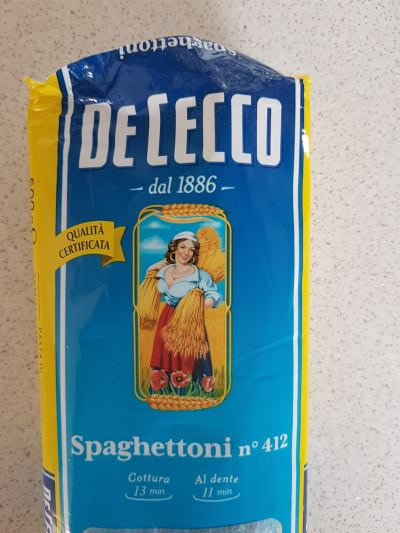 spaghettoni
DE CECCO
dal 1886
QUALITÀ
CERTIFICATA
Spaghettoni n° 412
Cottura
13 min
Al dente
11 min